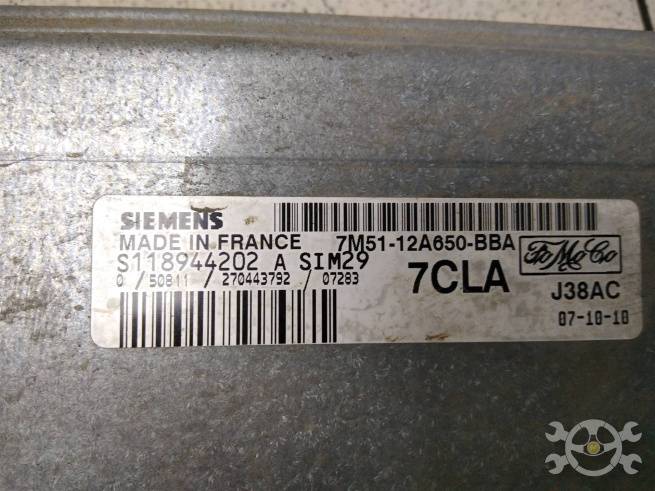 SIEMENS
MADE IN FRANCE 7M51-12A650-BBA
S118944202 A SIM29
0 / 50811 / 270443792 / 07283
7CLA
FoMoCo
J38AC
07-10-10